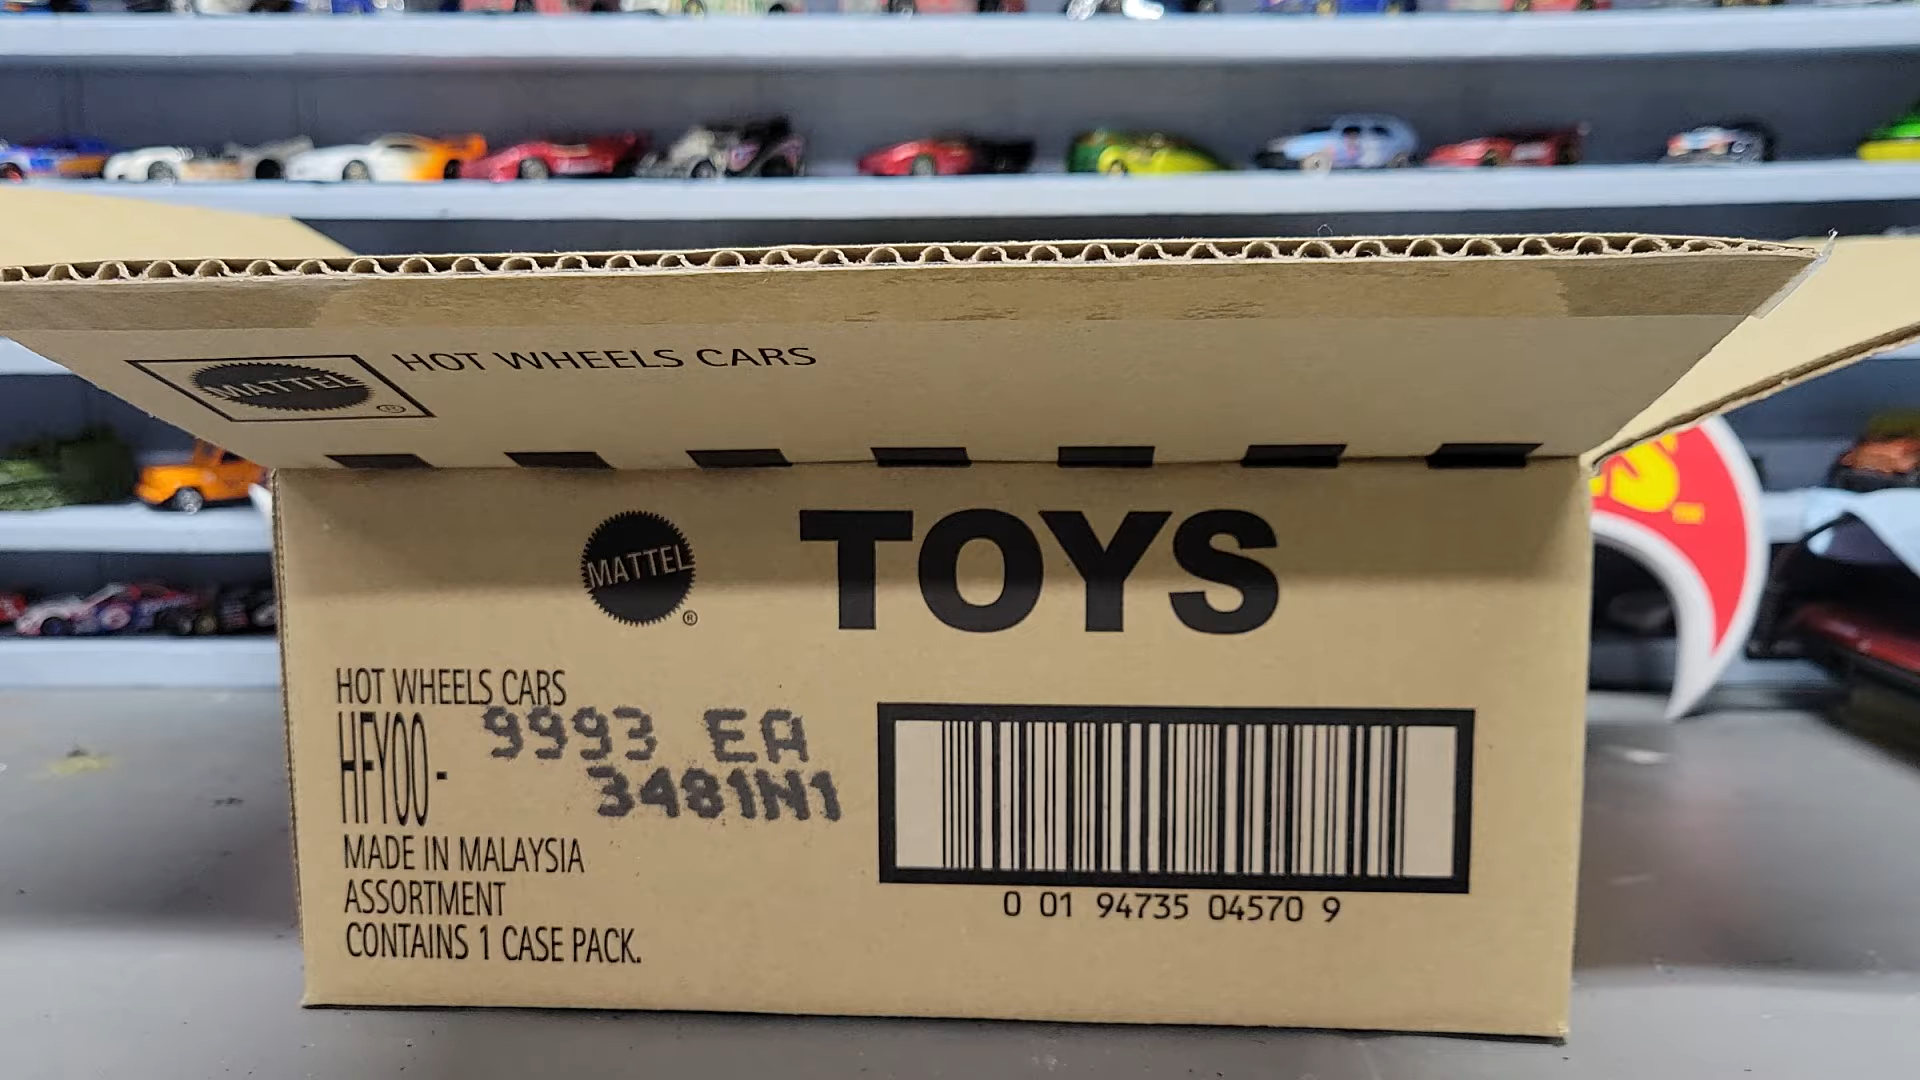 MATTEL ®
HOT WHEELS CARS
MATTEL ®
TOYS
HOT WHEELS CARS
HFY00-
9993 EA
3481N1
MADE IN MALAYSIA
ASSORTMENT
CONTAINS 1 CASE PACK.
0 01 94735 04570 9
S™